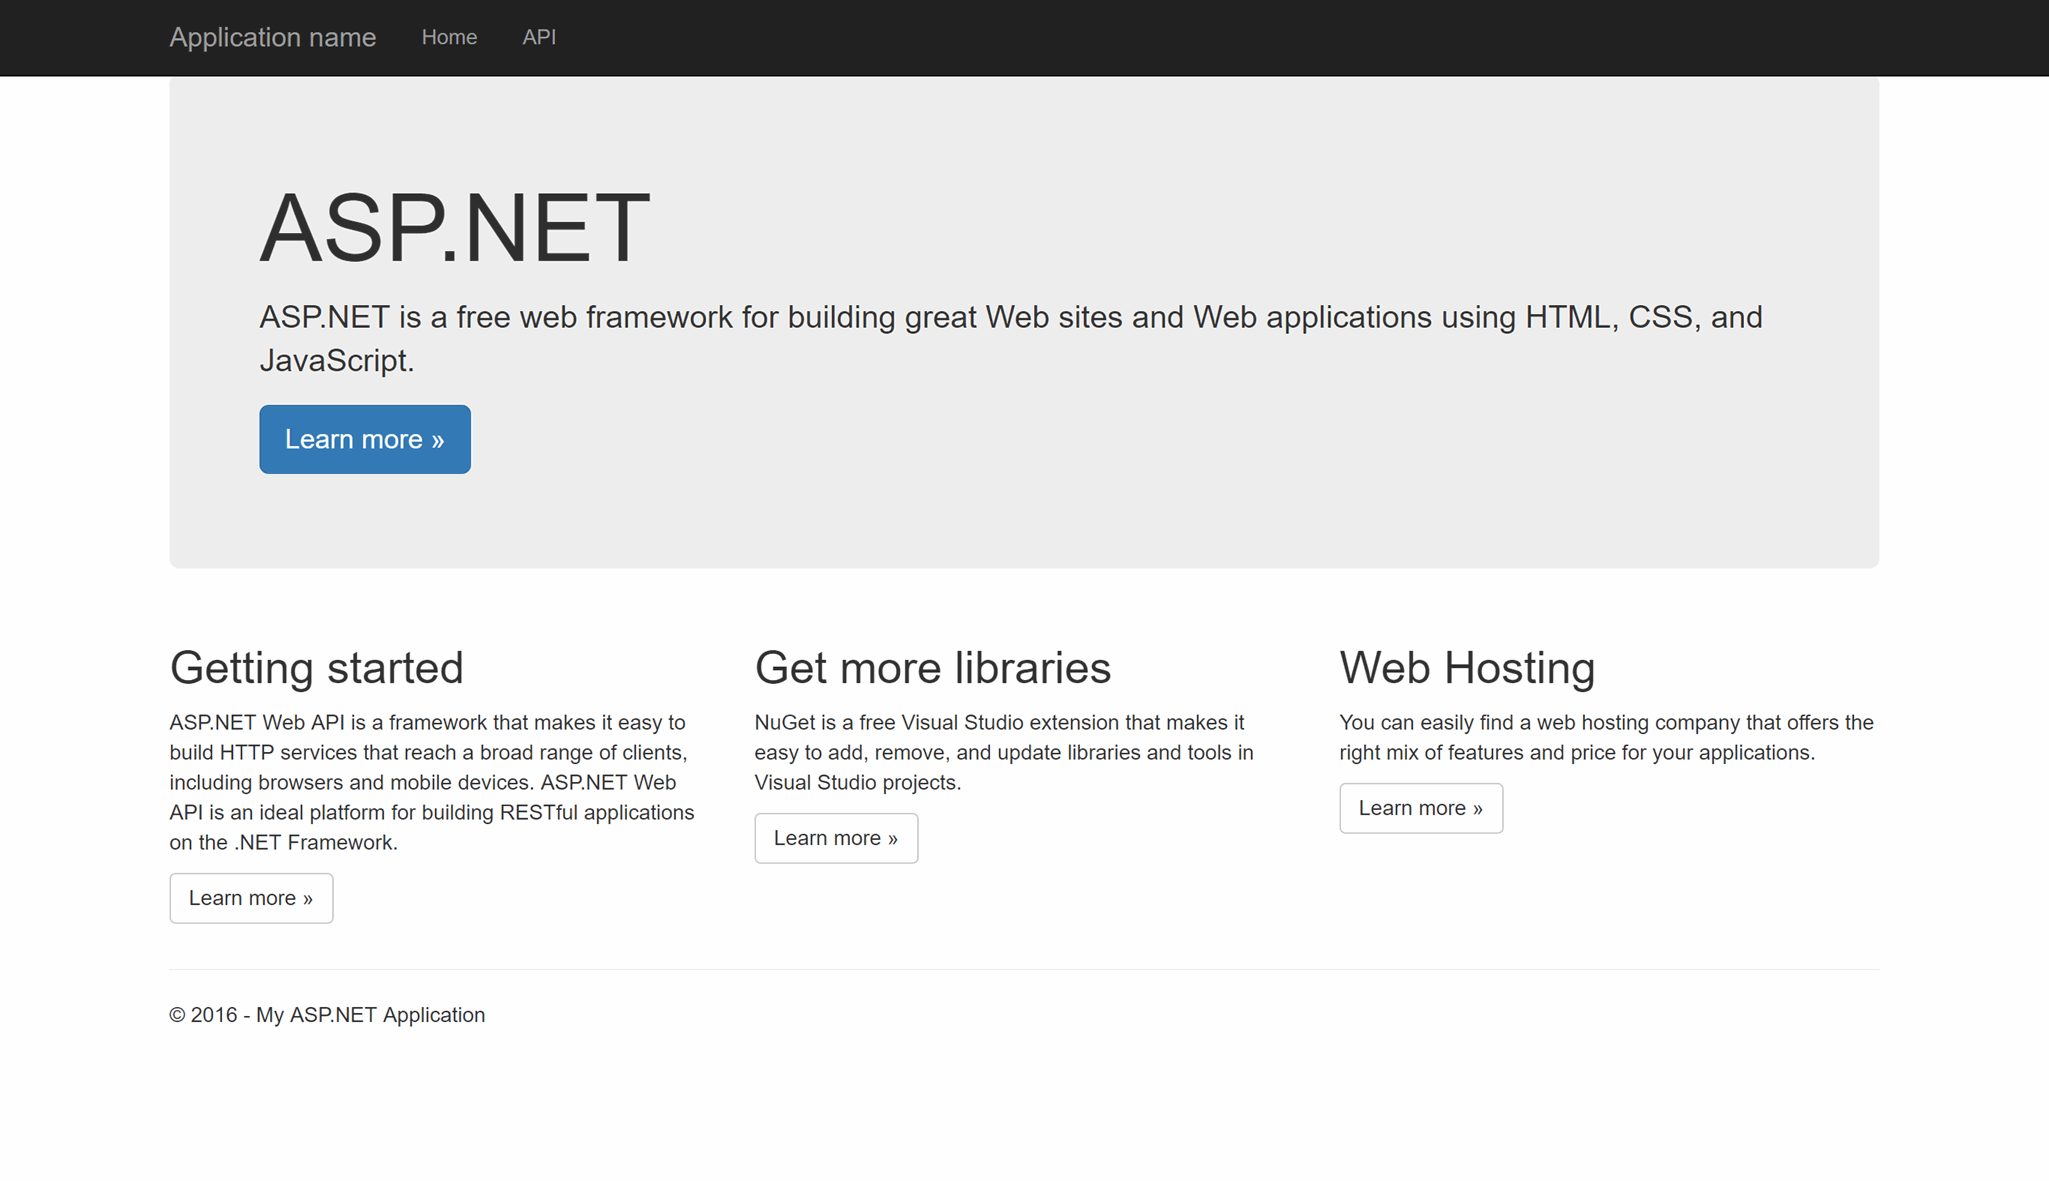 Application name Home API
ASP.NET
ASP.NET is a free web framework for building great Web sites and Web applications using HTML, CSS, and
JavaScript.
Learn more »
Getting started
ASP.NET Web API is a framework that makes it easy to
build HTTP services that reach a broad range of clients,
including browsers and mobile devices. ASP.NET Web
API is an ideal platform for building RESTful applications
on the .NET Framework.
Learn more »
Get more libraries
NuGet is a free Visual Studio extension that makes it
easy to add, remove, and update libraries and tools in
Visual Studio projects.
Learn more »
Web Hosting
You can easily find a web hosting company that offers the
right mix of features and price for your applications.
Learn more »
© 2016 - My ASP.NET Application